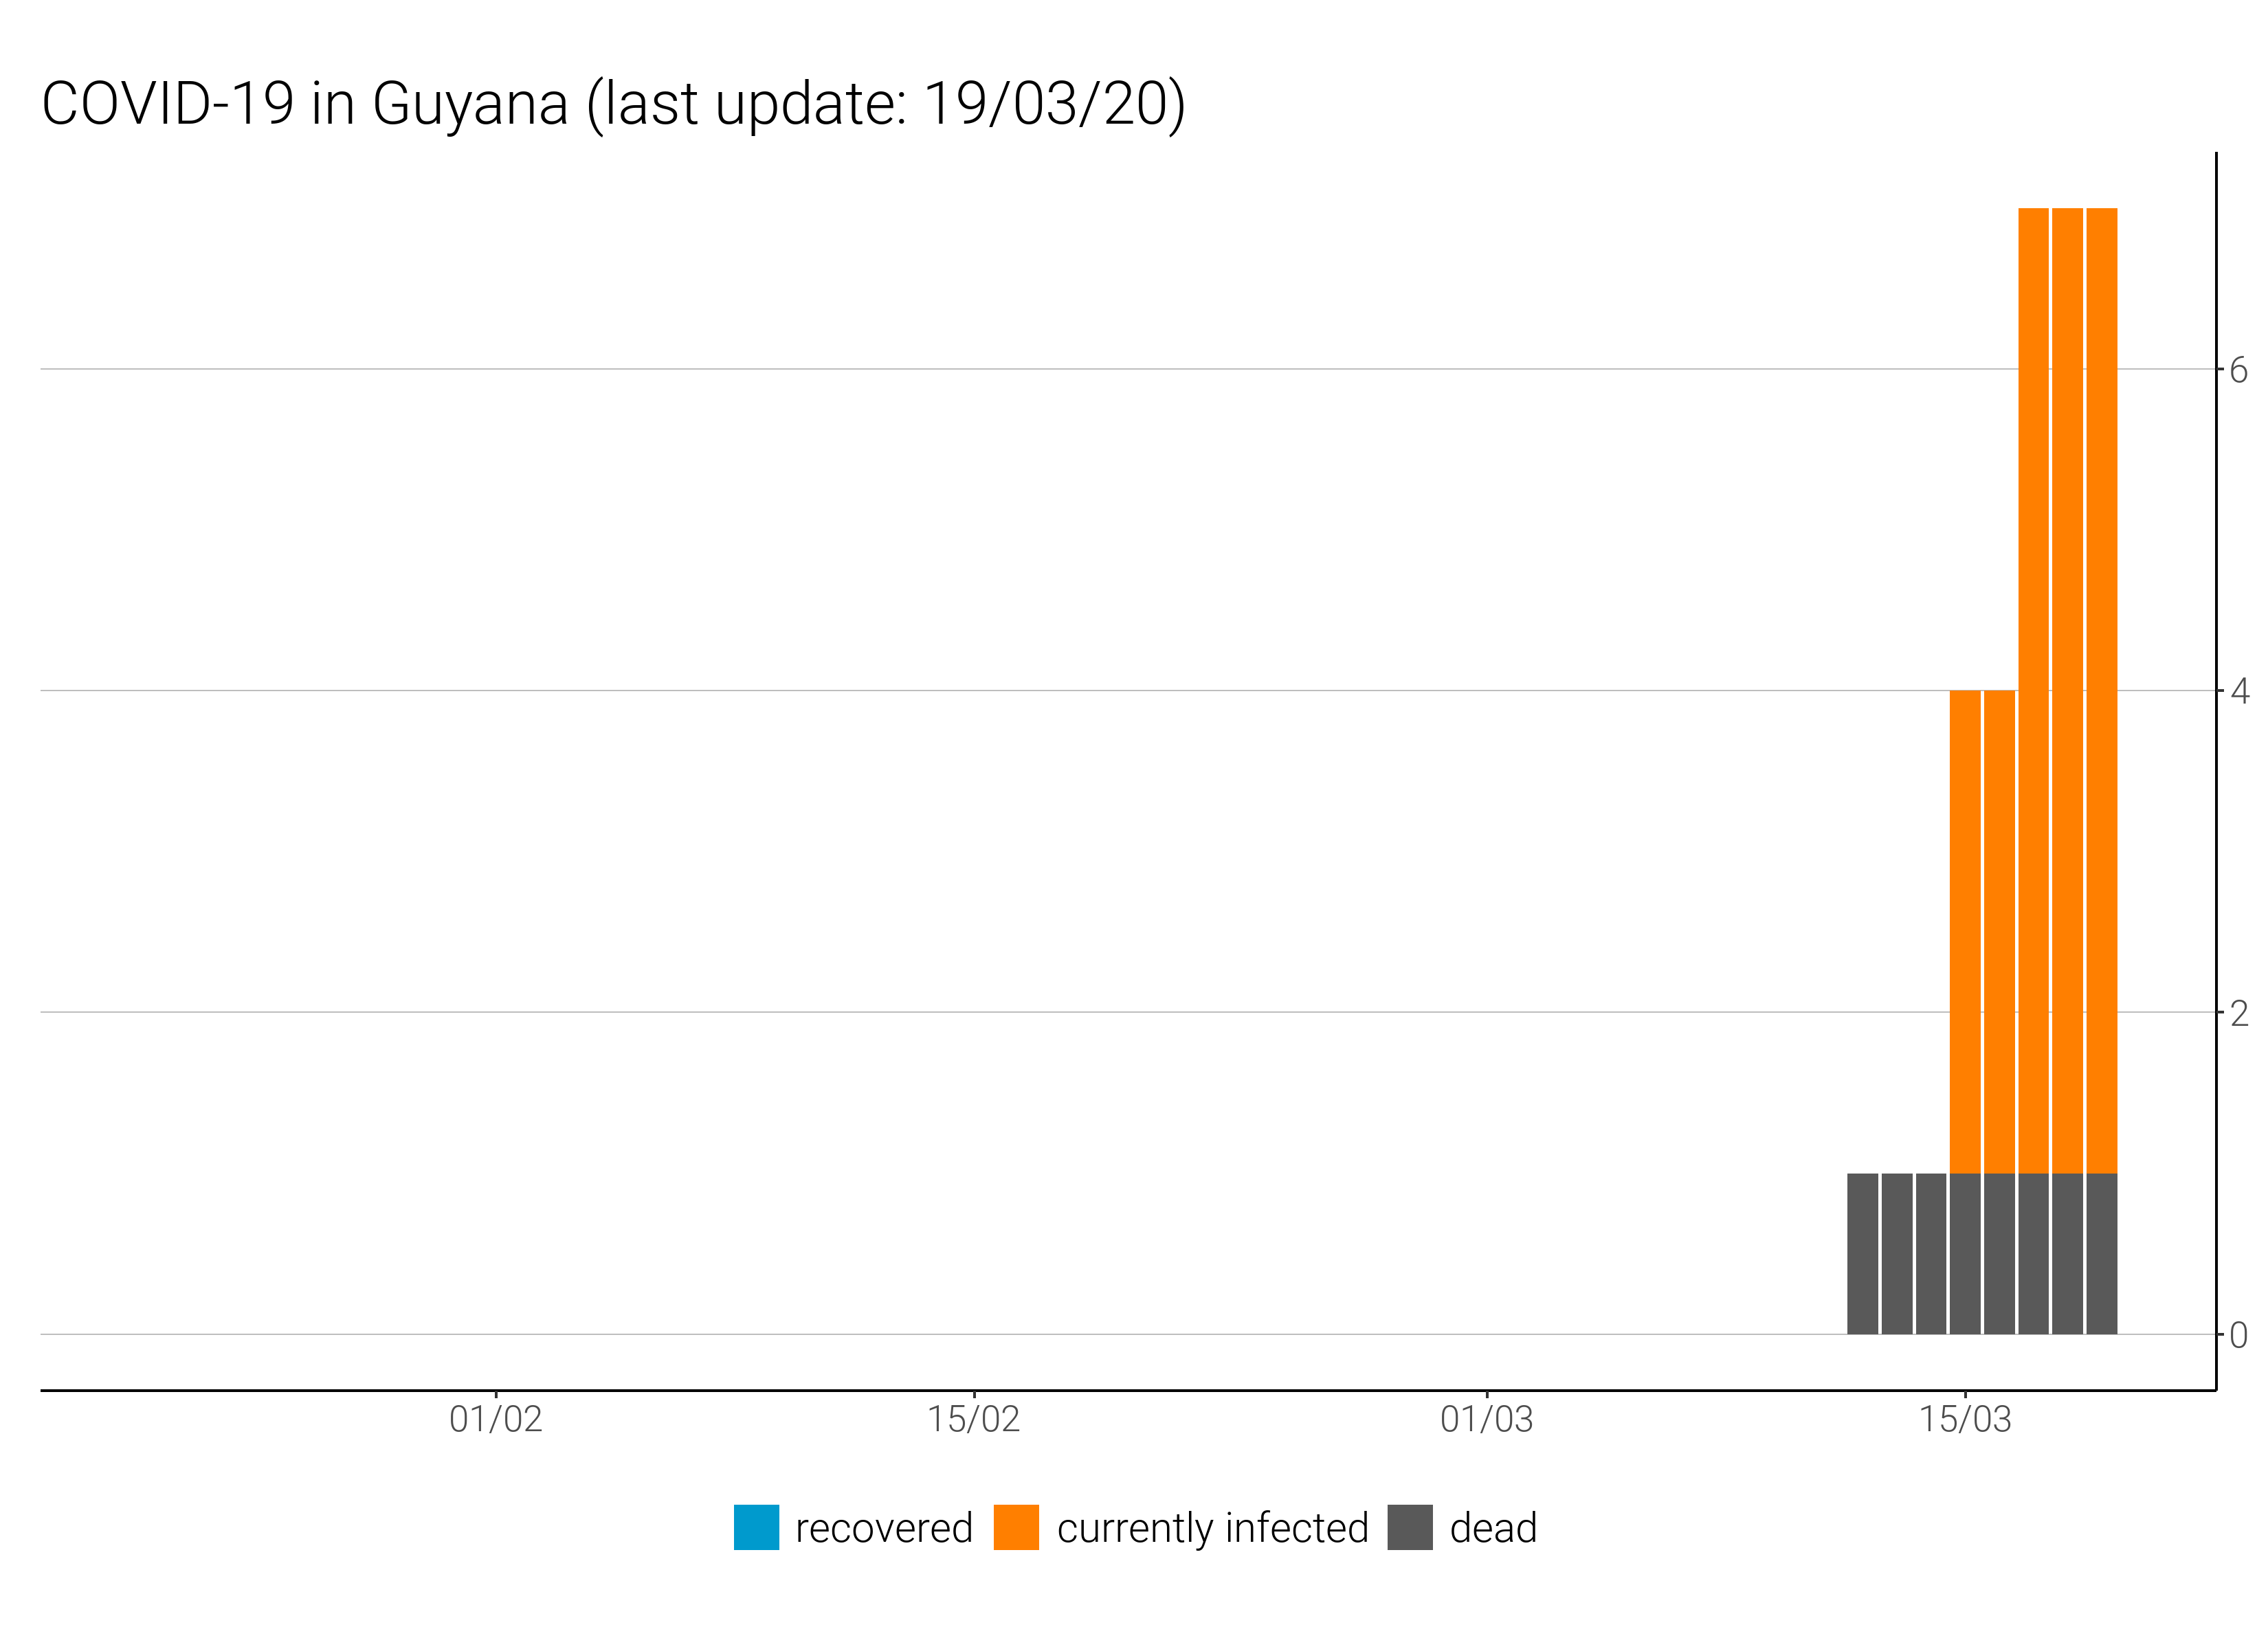 COVID-19 in Guyana (last update: 19/03/20)
6
4
2
0
01/02 15/02 01/03 15/03
recovered currently infected dead